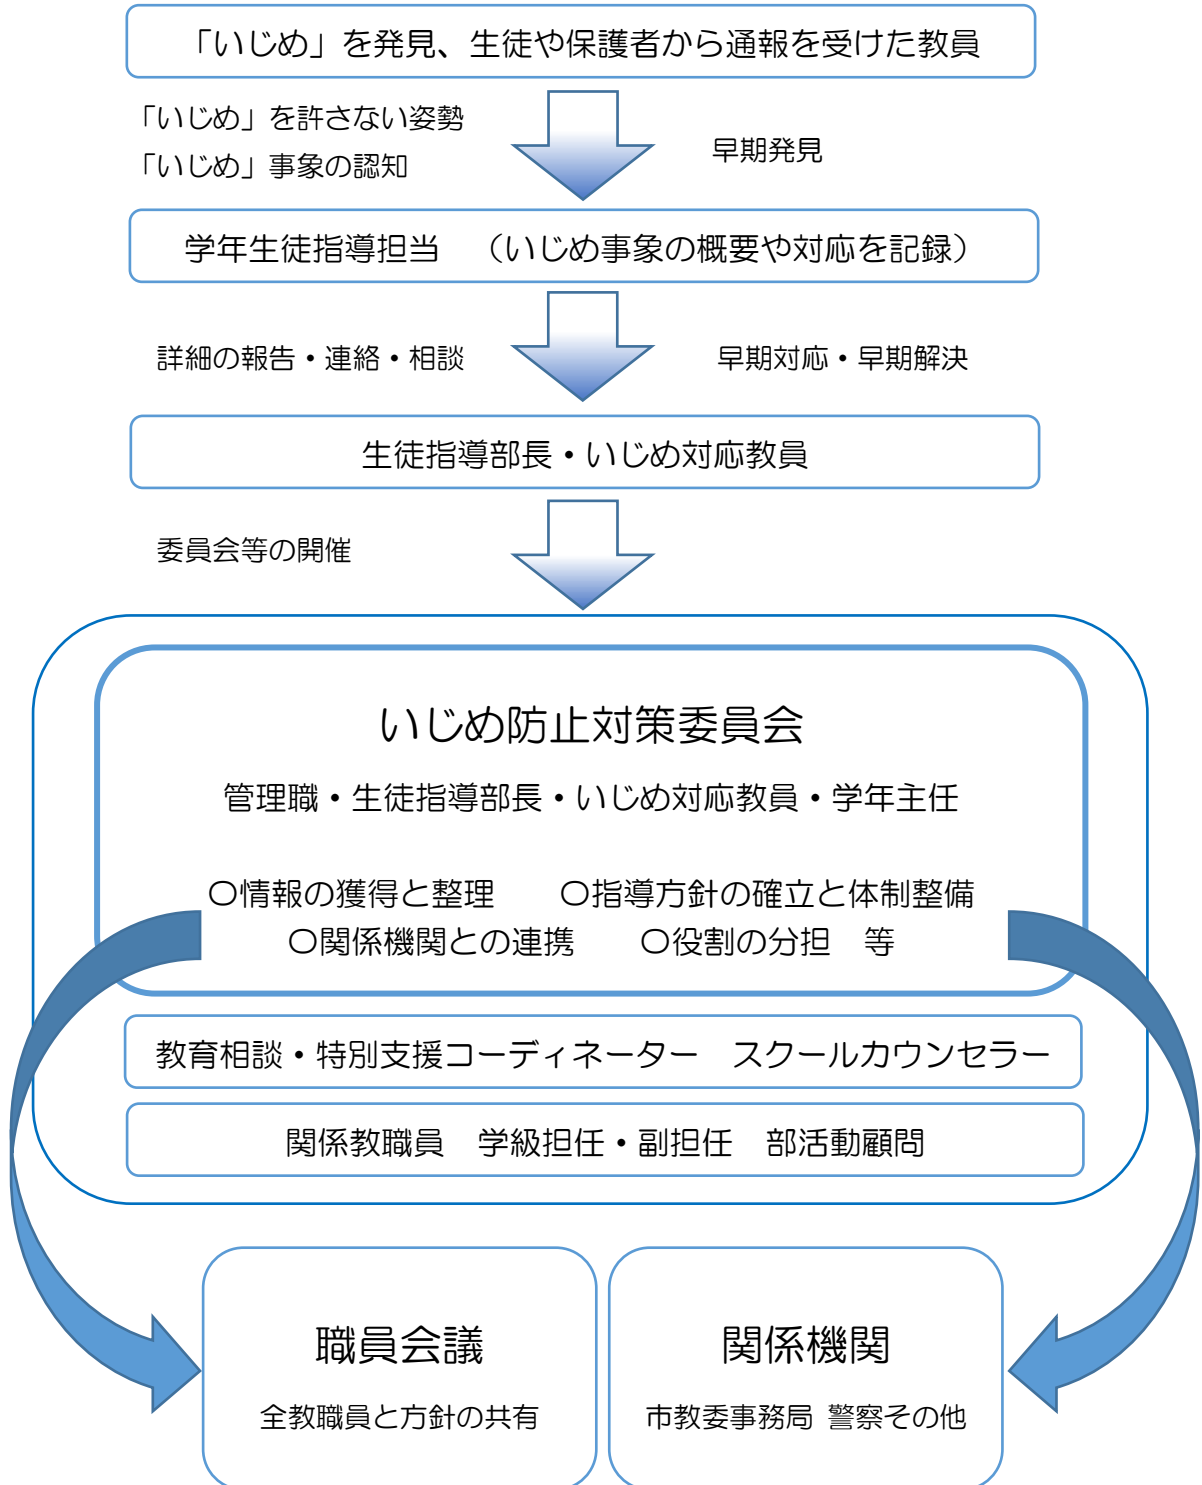 「いじめ」を発見、生徒や保護者から通報を受けた教員
「いじめ」を許さない姿勢
「いじめ」事象の認知
早期発見
学年生徒指導担当　（いじめ事象の概要や対応を記録）
詳細の報告・連絡・相談
早期対応・早期解決
生徒指導部長・いじめ対応教員
委員会等の開催
いじめ防止対策委員会
管理職・生徒指導部長・いじめ対応教員・学年主任
〇情報の獲得と整理　　〇指導方針の確立と体制整備
〇関係機関との連携　　〇役割の分担　等
教育相談・特別支援コーディネーター　スクールカウンセラー
関係教職員　学級担任・副担任　部活動顧問
職員会議
全教職員と方針の共有
関係機関
市教委事務局 警察その他